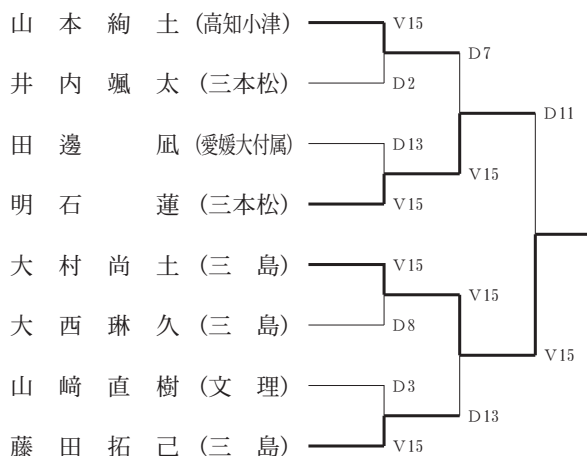 山本絢土(高知小津)
V15
D7
井内颯太(三本松)
D2
D11
田邊凪(愛媛大付属)
D13
V15
明石蓮(三本松)
V15
大村尚土(三島)
V15
V15
大西琳久(三島)
D8
V15
山﨑直樹(文理)
D3
D13
藤田拓己(三島)
V15